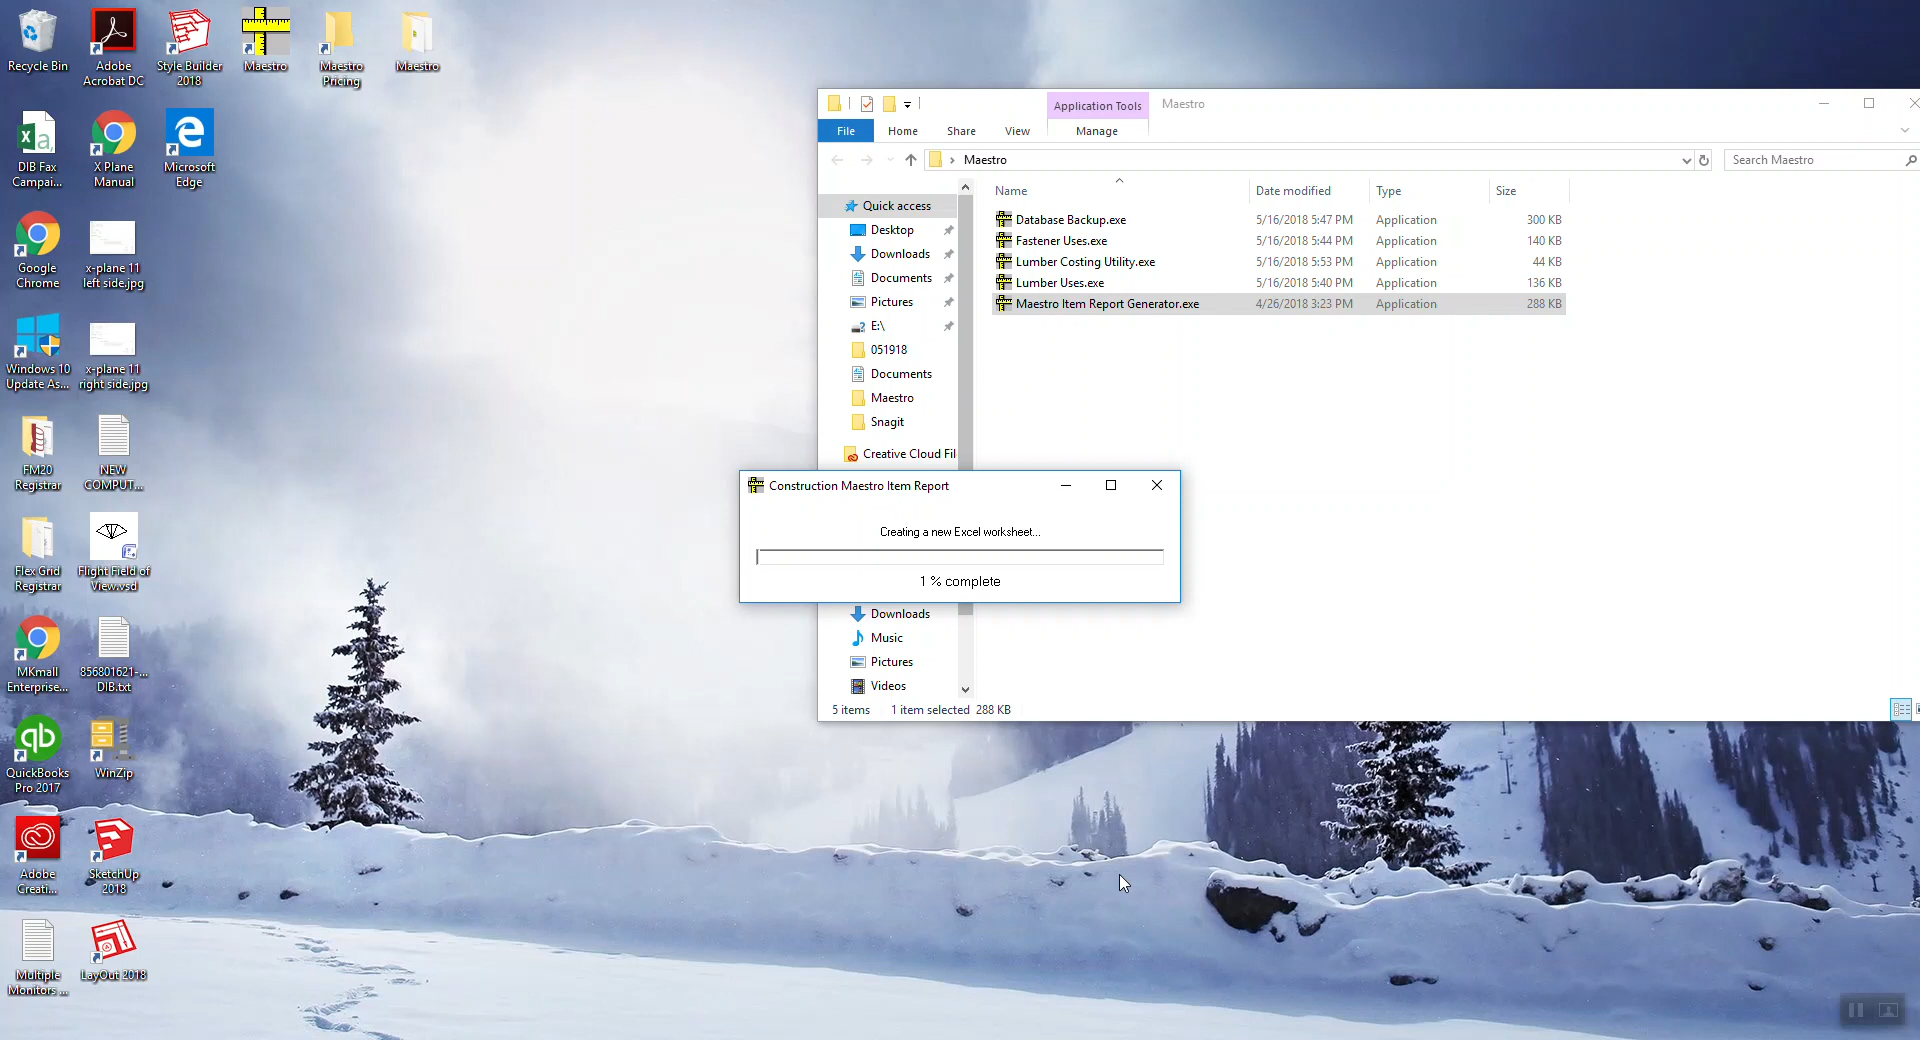 Recycle Bin
Adobe
Acrobat DC
Style Builder
2018
Maestro
Maestro
Pricing
Maestro
DIB Fax
Campai...
X Plane
Manual
Microsoft
Edge
Google
Chrome
x-plane 11
left side.jpg
Windows 10
Update As...
x-plane 11
right side.jpg
FM20
Registrar
NEW
COMPUT...
Flex Grid
Registrar
Flight Field of
View.vsd
MKmall
Enterprise...
856801621-...
DIB.txt
QuickBooks
Pro 2017
WinZip
Adobe
Creati...
SketchUp
2018
Multiple
Monitors ...
LayOut 2018
Application Tools
Maestro
File
Home
Share
View
Manage
Maestro
Search Maestro
Quick access
Desktop
Downloads
Documents
Pictures
E:\
051918
Documents
Maestro
Snagit
Creative Cloud Fil
Downloads
Music
Pictures
Videos
Name Date modified Type Size
Database Backup.exe 5/16/2018 5:47 PM Application 300 KB
Fastener Uses.exe 5/16/2018 5:44 PM Application 140 KB
Lumber Costing Utility.exe 5/16/2018 5:53 PM Application 44 KB
Lumber Uses.exe 5/16/2018 5:40 PM Application 136 KB
Maestro Item Report Generator.exe 4/26/2018 3:23 PM Application 288 KB
5 items 1 item selected 288 KB
Construction Maestro Item Report
Creating a new Excel worksheet...
1 % complete